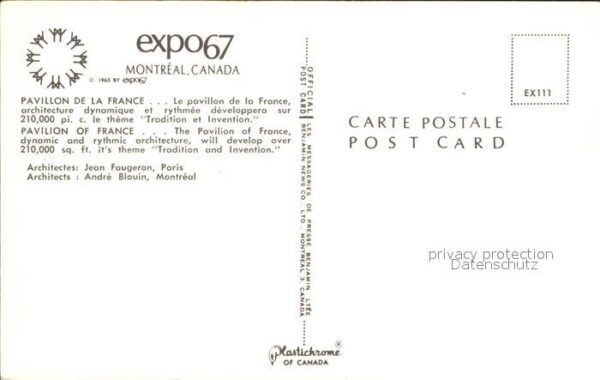 expo67
MONTRÉAL, CANADA
© 1963 BY expo67
PAVILLON DE LA FRANCE . . . Le pavillon de la France,
architecture dynamique et rythmée développera sur
210,000 pi. c. le thème "Tradition et Invention."
PAVILION OF FRANCE . . . The Pavilion of France,
dynamic and rythmic architecture, will develop over
210,000 sq. ft. it's theme "Tradition and Invention."
Architectes: Jean Faugeron, Paris
Architects : André Blouin, Montréal
OFFICIAL LES MESSAGERIES DE PRESSE BENJAMIN LTÉE
POST CARD BENJAMIN NEWS CO. LTD. MONTREAL 3, CANADA
EX111
CARTE POSTALE
POST CARD
privacy protection
Datenschutz
Plastichrome®
OF CANADA